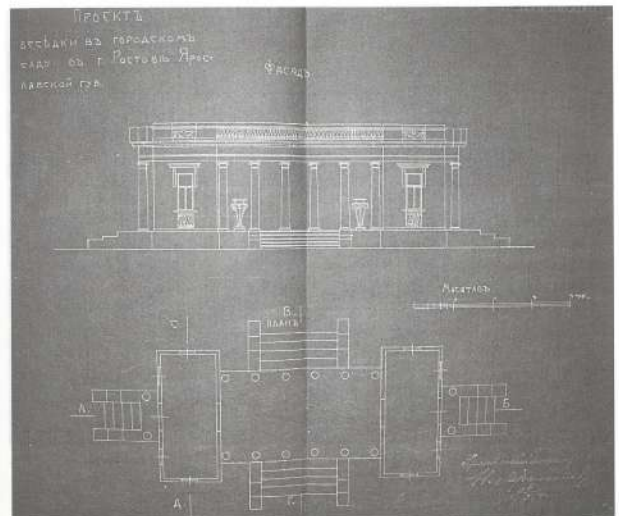 ПРОЕКТЪ
БЕСѢДКИ ВЪ ГОРОДСКОМЪ
САДУ ВЪ Г. РОСТОВѢ ЯРОС-
ЛАВСКОЙ ГУБ.
ФАСАДЪ
МАСШТАБЪ
В.
ПЛАНЪ
С.
А.
Б.
Д.
Г.